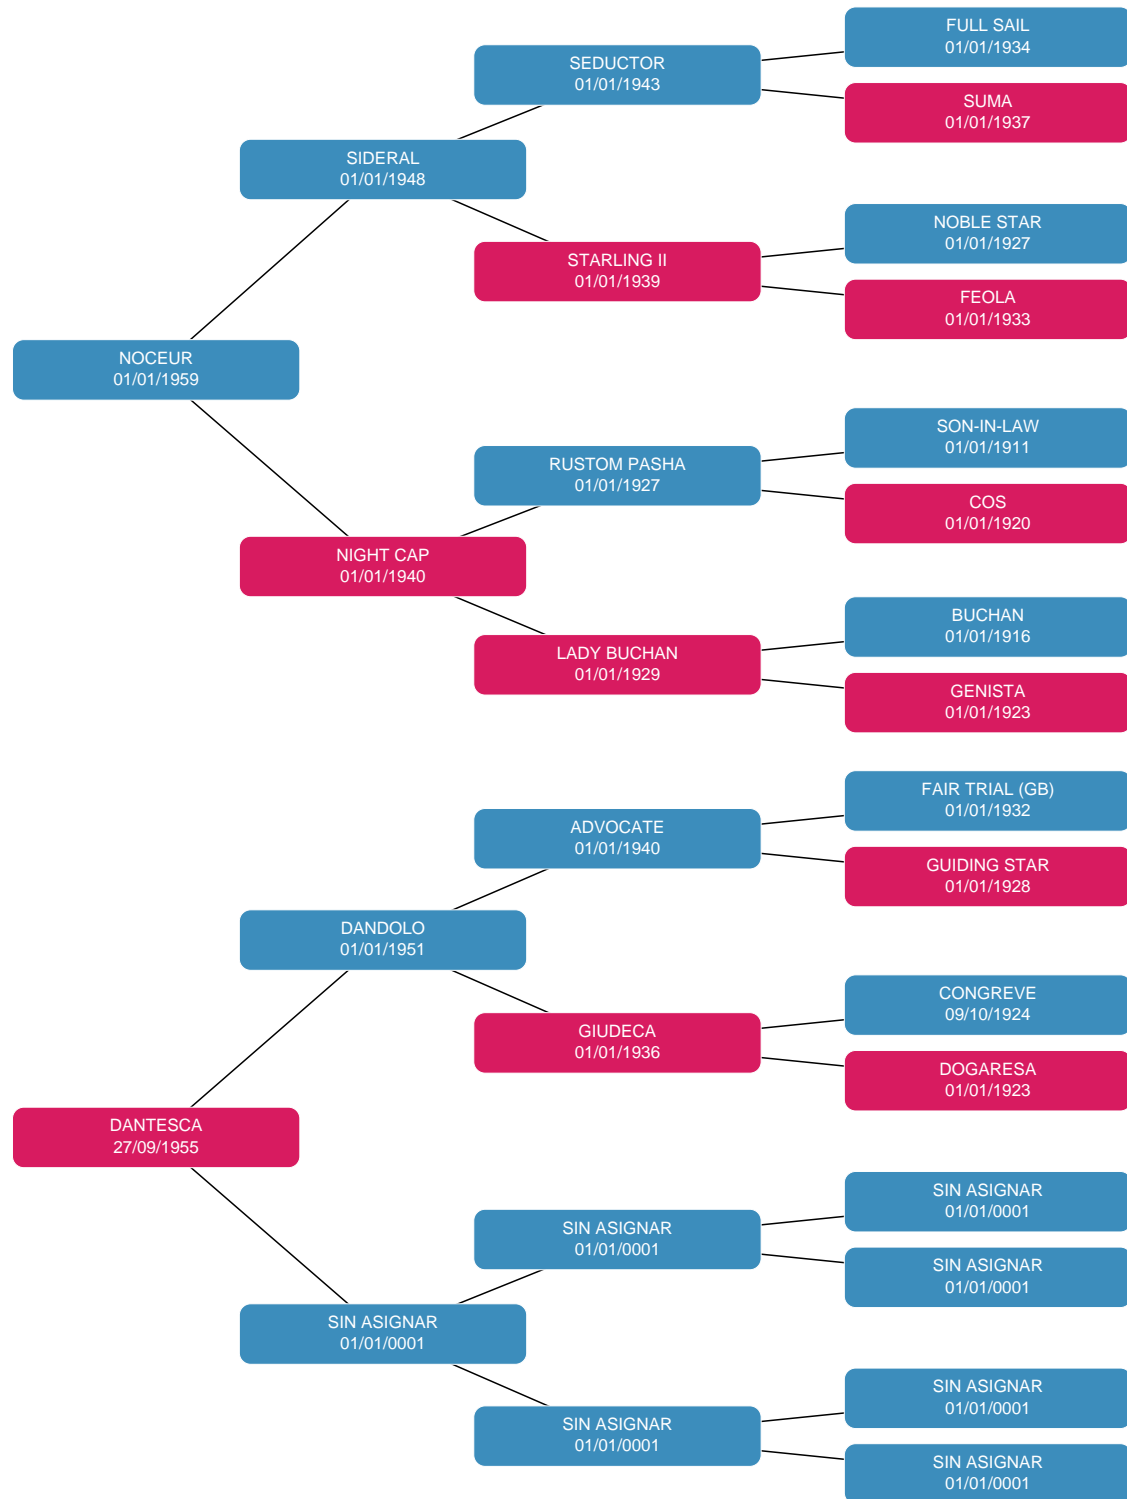 FULL SAIL
01/01/1934
SEDUCTOR
01/01/1943
SUMA
01/01/1937
SIDERAL
01/01/1948
NOBLE STAR
01/01/1927
STARLING II
01/01/1939
FEOLA
01/01/1933
NOCEUR
01/01/1959
SON-IN-LAW
01/01/1911
RUSTOM PASHA
01/01/1927
COS
01/01/1920
NIGHT CAP
01/01/1940
BUCHAN
01/01/1916
LADY BUCHAN
01/01/1929
GENISTA
01/01/1923
FAIR TRIAL (GB)
01/01/1932
ADVOCATE
01/01/1940
GUIDING STAR
01/01/1928
DANDOLO
01/01/1951
CONGREVE
09/10/1924
GIUDECA
01/01/1936
DOGARESA
01/01/1923
DANTESCA
27/09/1955
SIN ASIGNAR
01/01/0001
SIN ASIGNAR
01/01/0001
SIN ASIGNAR
01/01/0001
SIN ASIGNAR
01/01/0001
SIN ASIGNAR
01/01/0001
SIN ASIGNAR
01/01/0001
SIN ASIGNAR
01/01/0001